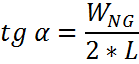 tg α = W_NG / 2 * L